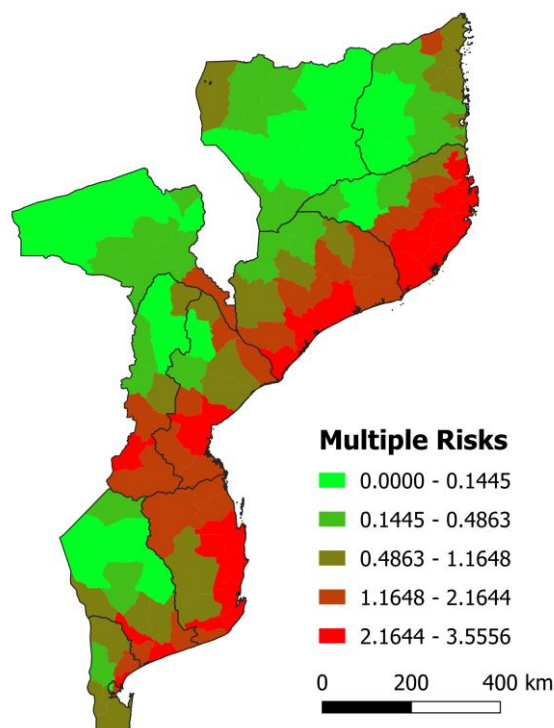 Multiple Risks
0.0000 - 0.1445
0.1445 - 0.4863
0.4863 - 1.1648
1.1648 - 2.1644
2.1644 - 3.5556
0 200 400 km